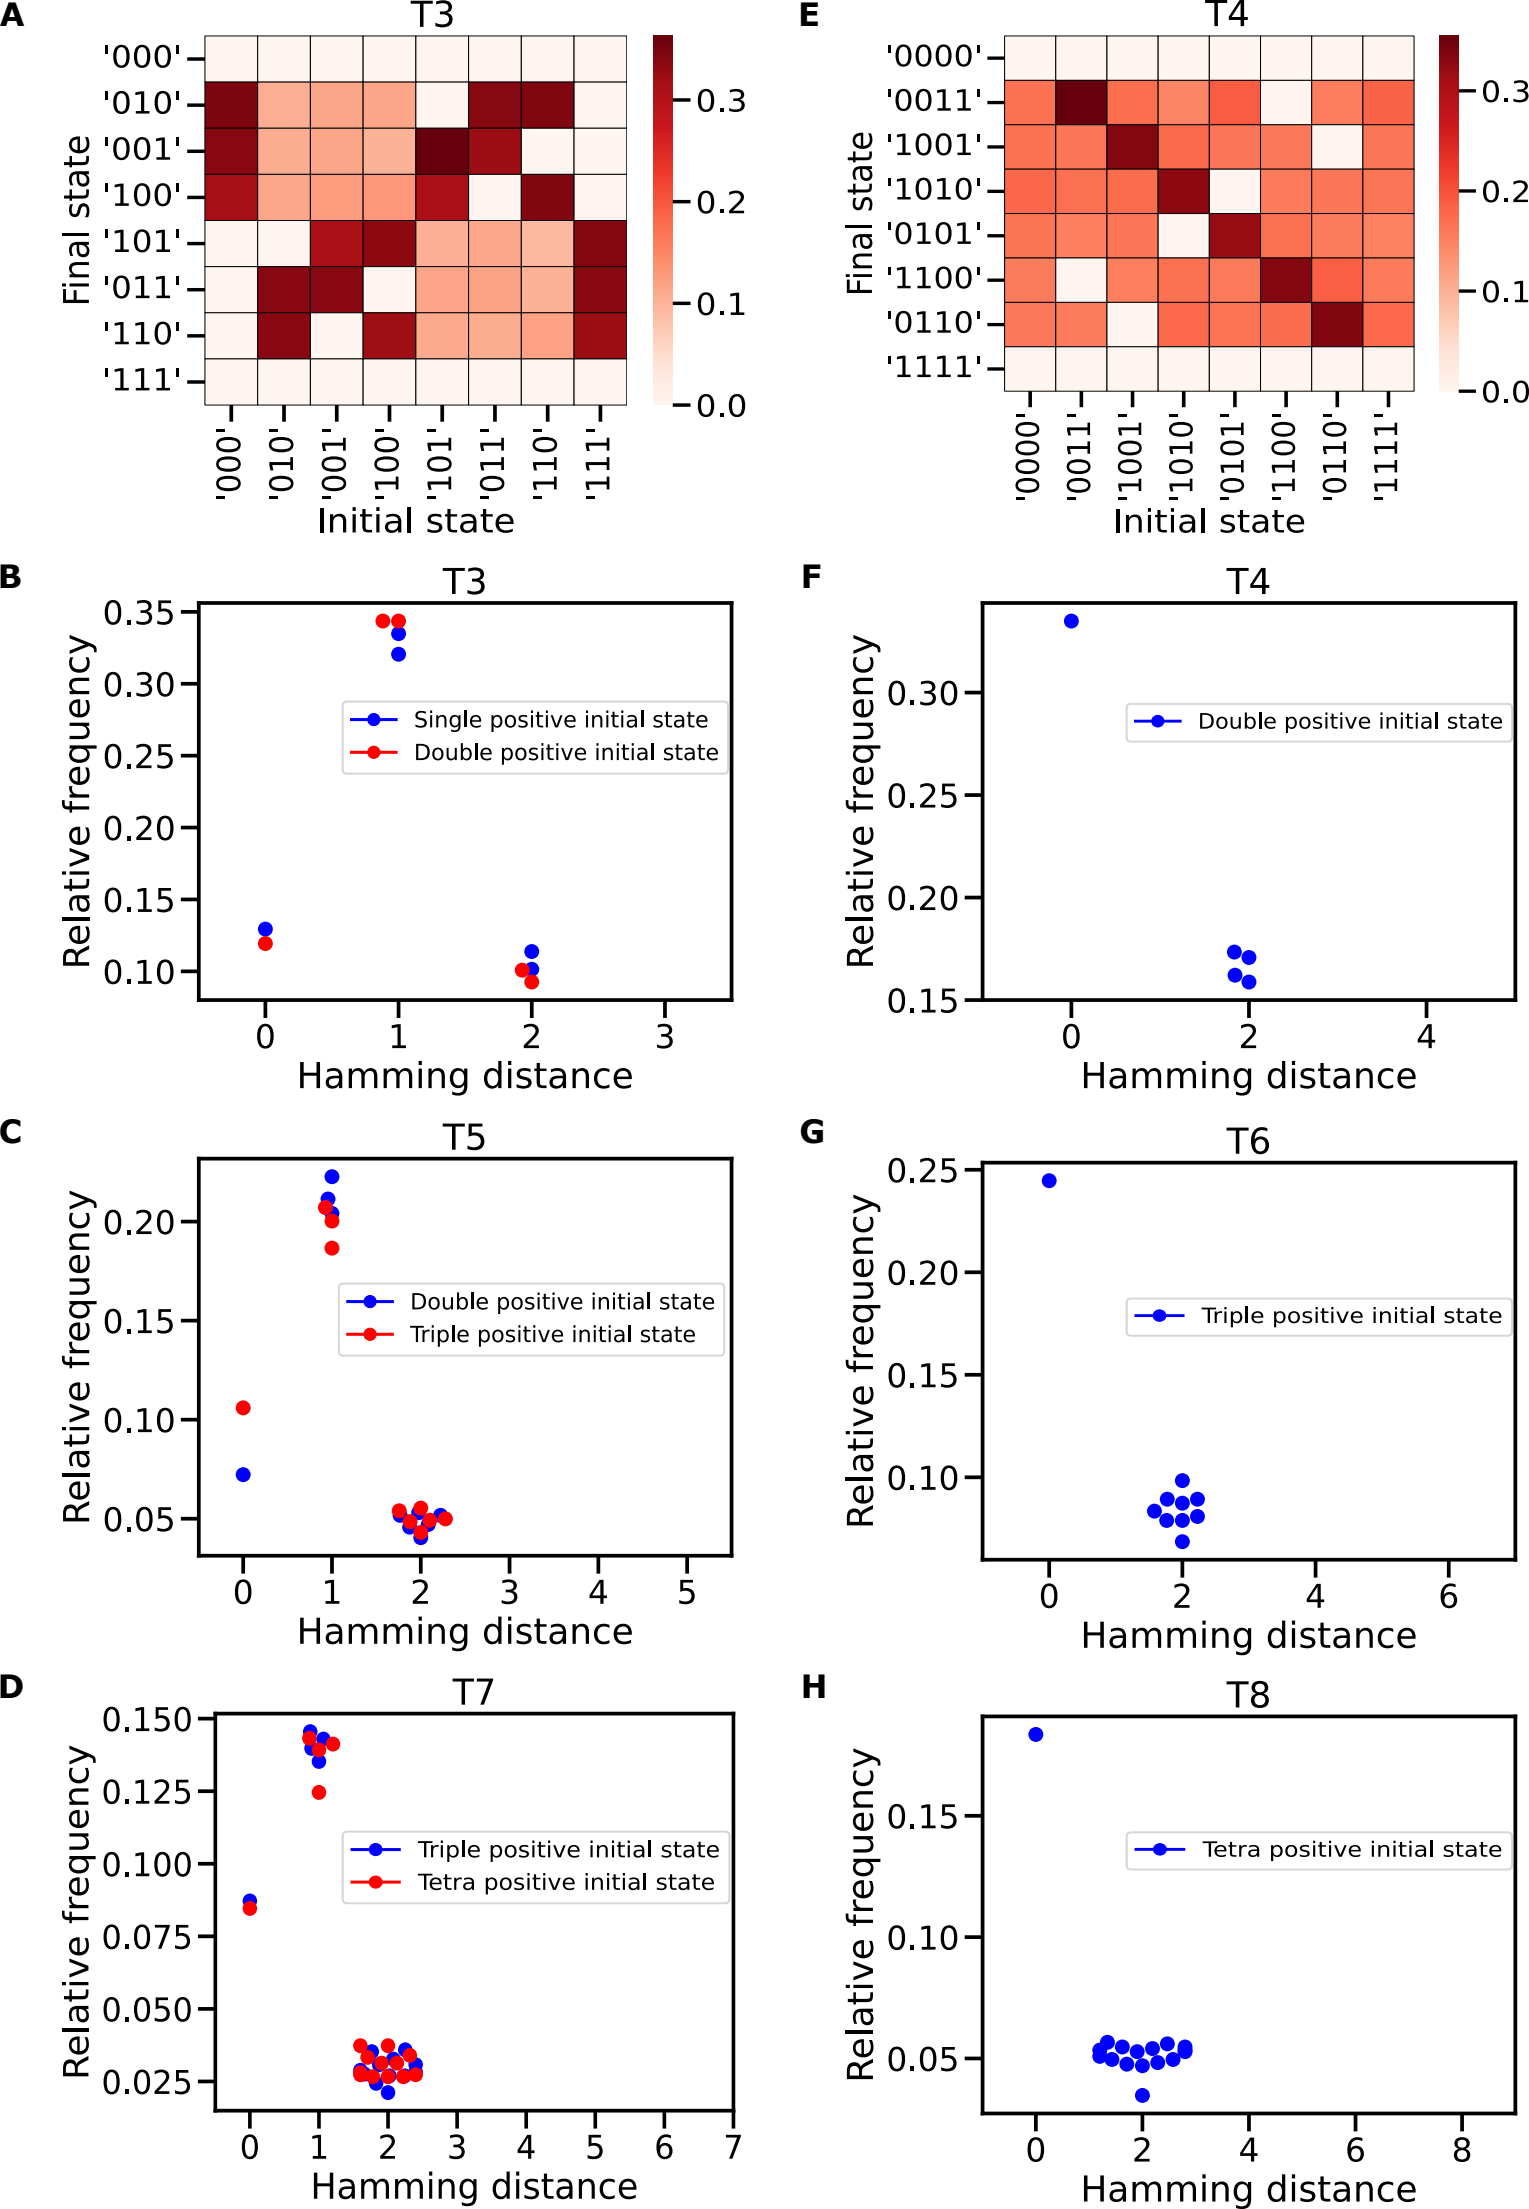 A
T3
'000'
'010'
'001'
'100'
'101'
'011'
'110'
'111'
Final state
0.3
0.2
0.1
0.0
'000'
'010'
'001'
'100'
'101'
'011'
'110'
'111'
Initial state
E
T4
'0000'
'0011'
'1001'
'1010'
'0101'
'1100'
'0110'
'1111'
Final state
0.3
0.2
0.1
0.0
'0000'
'0011'
'1001'
'1010'
'0101'
'1100'
'0110'
'1111'
Initial state
B
T3
Relative frequency
0.35
0.30
0.25
0.20
0.15
0.10
Single positive initial state
Double positive initial state
0 1 2 3
Hamming distance
F
T4
Relative frequency
0.30
0.25
0.20
0.15
Double positive initial state
0 2 4
Hamming distance
C
T5
Relative frequency
0.20
0.15
0.10
0.05
Double positive initial state
Triple positive initial state
0 1 2 3 4 5
Hamming distance
G
T6
Relative frequency
0.25
0.20
0.15
0.10
Triple positive initial state
0 2 4 6
Hamming distance
D
T7
Relative frequency
0.150
0.125
0.100
0.075
0.050
0.025
Triple positive initial state
Tetra positive initial state
0 1 2 3 4 5 6 7
Hamming distance
H
T8
Relative frequency
0.15
0.10
0.05
Tetra positive initial state
0 2 4 6 8
Hamming distance